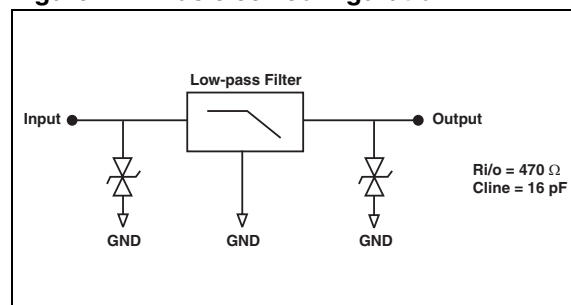 Low-pass Filter
Input
Output
Ri/o = 470 Ω
Cline = 16 pF
GND
GND
GND